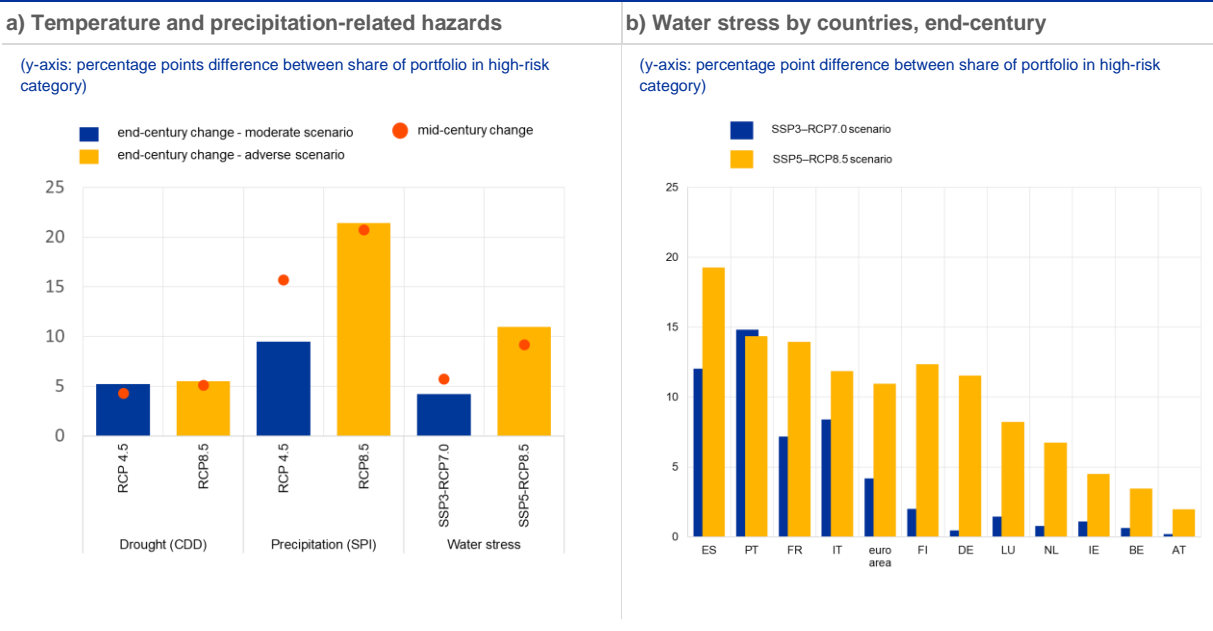 a) Temperature and precipitation-related hazards
(y-axis: percentage points difference between share of portfolio in high-risk
category)
end-century change - moderate scenario
mid-century change
end-century change - adverse scenario
25
20
15
10
5
0
RCP 4.5
RCP8.5
RCP 4.5
RCP8.5
SSP3-RCP7.0
SSP5-RCP8.5
Drought (CDD)
Precipitation (SPI)
Water stress
b) Water stress by countries, end-century
(y-axis: percentage point difference between share of portfolio in high-risk
category)
SSP3–RCP7.0 scenario
SSP5–RCP8.5 scenario
25
20
15
10
5
0
ES
PT
FR
IT
euro
area
FI
DE
LU
NL
IE
BE
AT